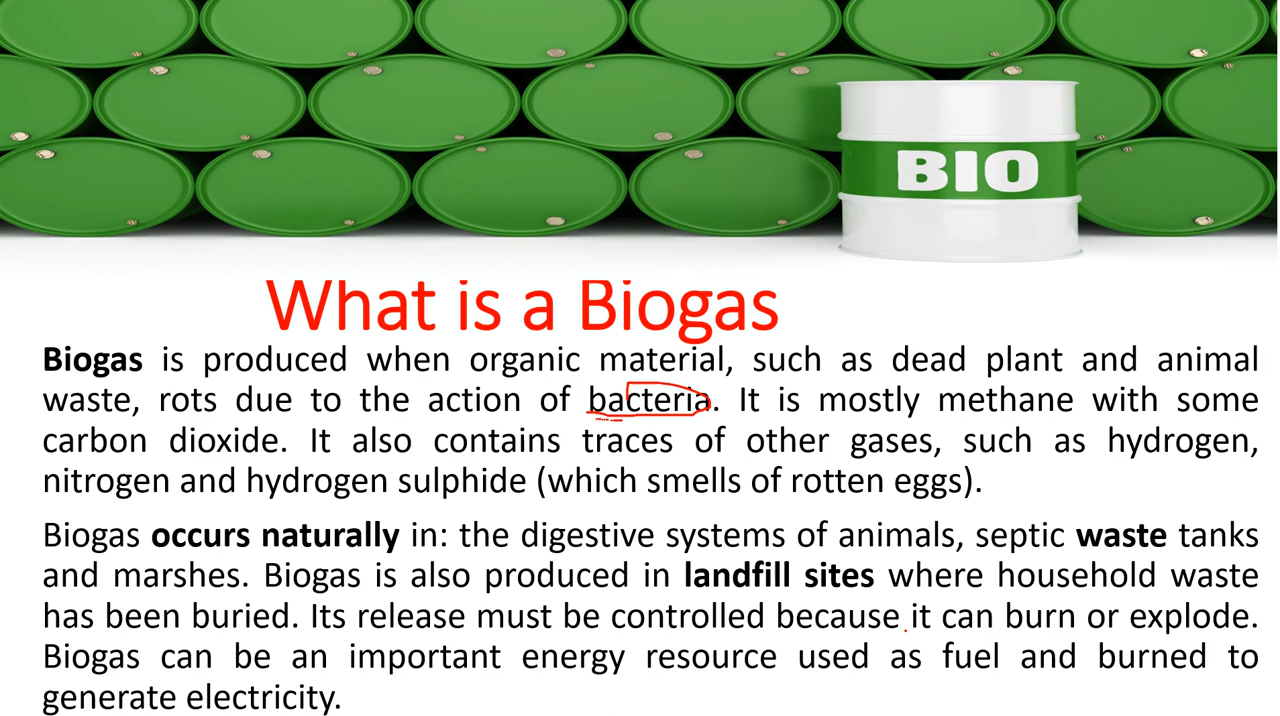 BIO
What is a Biogas
Biogas is produced when organic material, such as dead plant and animal
waste, rots due to the action of bacteria. It is mostly methane with some
carbon dioxide. It also contains traces of other gases, such as hydrogen,
nitrogen and hydrogen sulphide (which smells of rotten eggs).
Biogas occurs naturally in: the digestive systems of animals, septic waste tanks
and marshes. Biogas is also produced in landfill sites where household waste
has been buried. Its release must be controlled because it can burn or explode.
Biogas can be an important energy resource used as fuel and burned to
generate electricity.